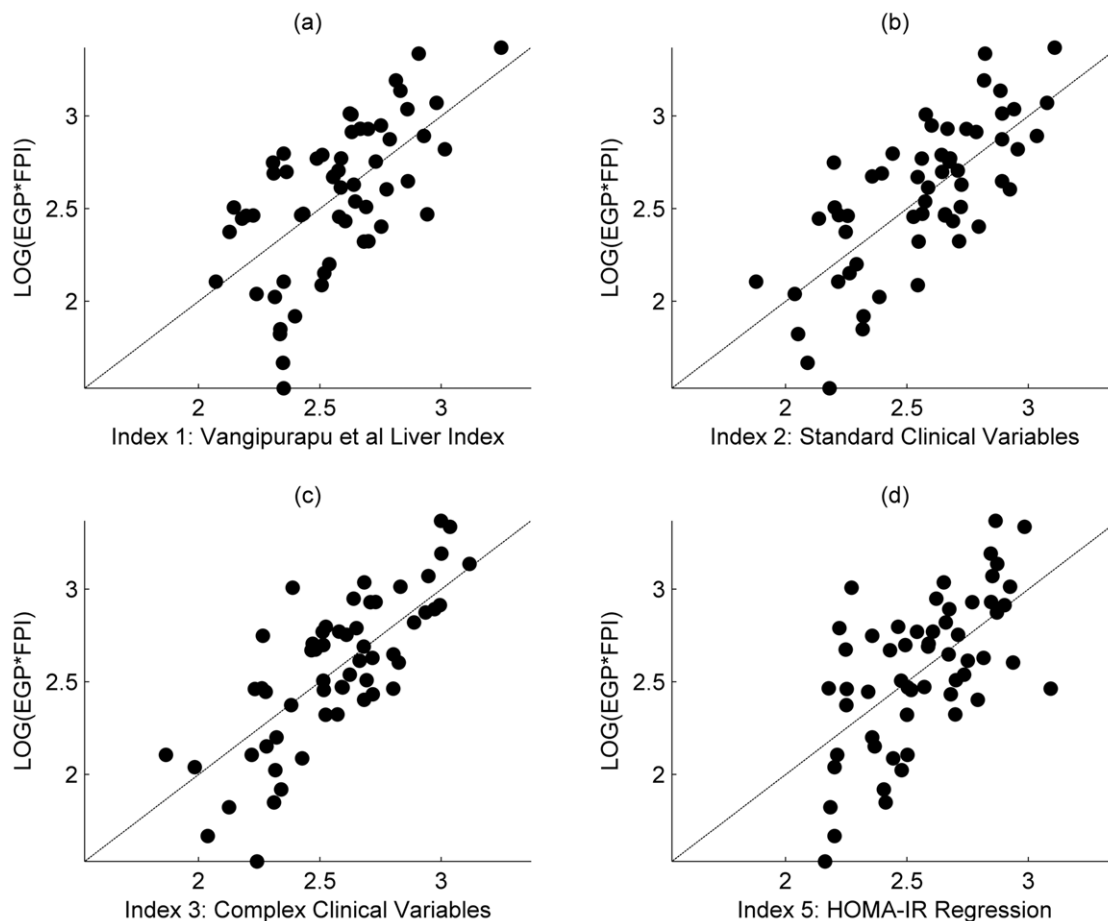 (a)
LOG(EGP*FPI)
3
2.5
2
2
2.5
3
Index 1: Vangipurapu et al Liver Index
(b)
LOG(EGP*FPI)
3
2.5
2
2
2.5
3
Index 2: Standard Clinical Variables
(c)
LOG(EGP*FPI)
3
2.5
2
2
2.5
3
Index 3: Complex Clinical Variables
(d)
LOG(EGP*FPI)
3
2.5
2
2
2.5
3
Index 5: HOMA-IR Regression